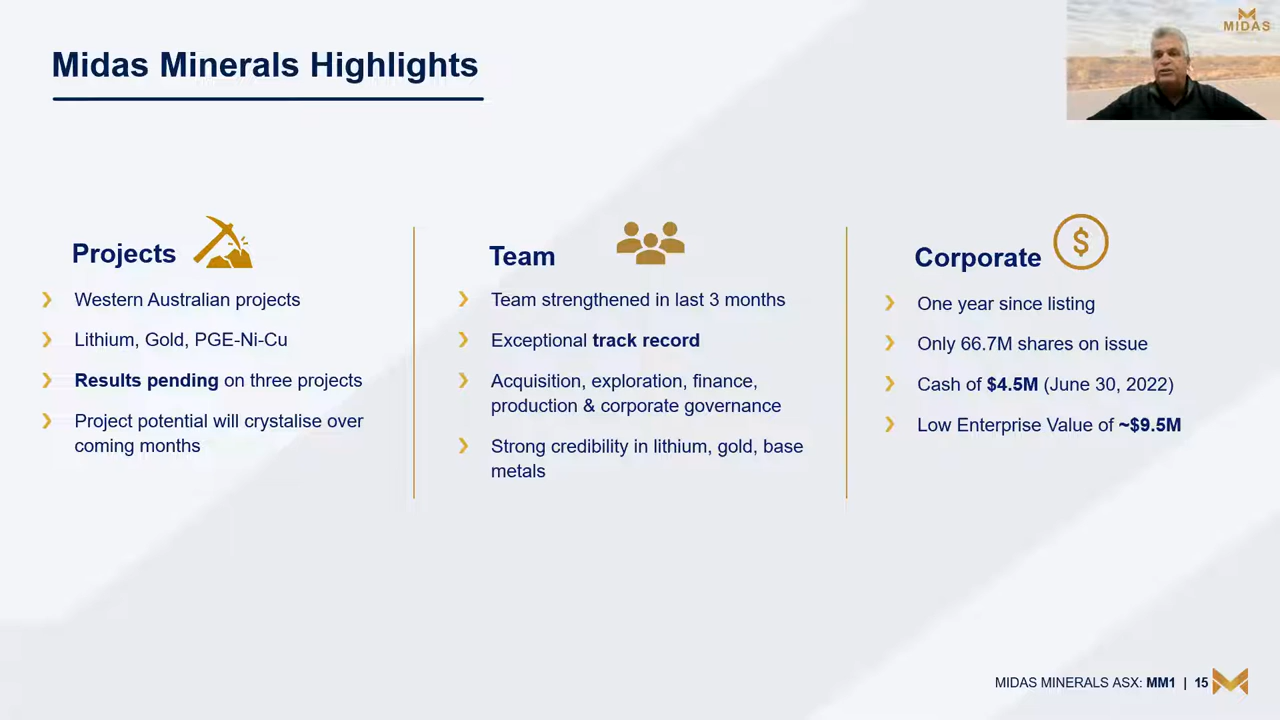 Midas Minerals Highlights
MIDAS
Projects
Western Australian projects
Lithium, Gold, PGE-Ni-Cu
Results pending on three projects
Project potential will crystalise over
coming months
Team
Team strengthened in last 3 months
Exceptional track record
Acquisition, exploration, finance,
production & corporate governance
Strong credibility in lithium, gold, base
metals
Corporate
$
One year since listing
Only 66.7M shares on issue
Cash of $4.5M (June 30, 2022)
Low Enterprise Value of ~$9.5M
MIDAS MINERALS ASX: MM1 | 15